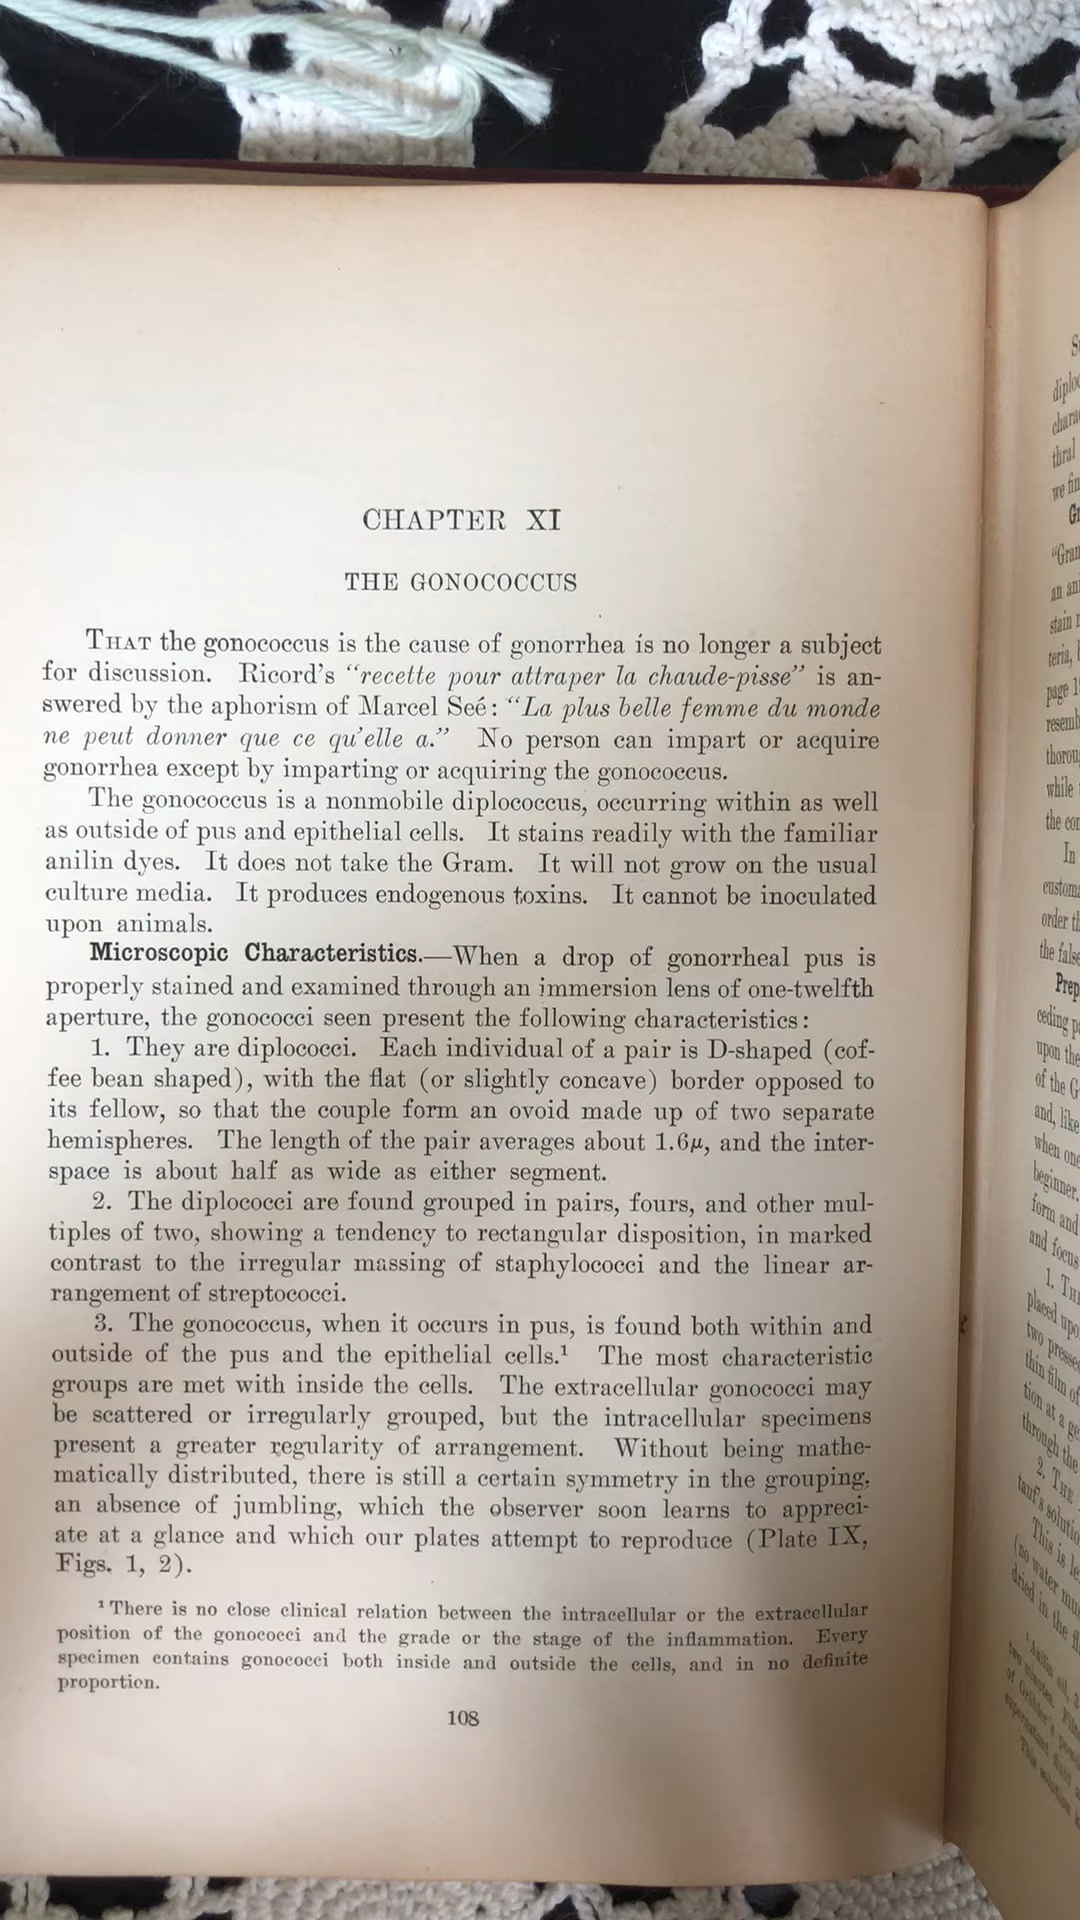 CHAPTER XI
THE GONOCOCCUS
THAT the gonococcus is the cause of gonorrhea is no longer a subject
for discussion. Ricord's "recette pour attraper la chaude-pisse" is an-
swered by the aphorism of Marcel Seé: "La plus belle femme du monde
ne peut donner que ce qu'elle a." No person can impart or acquire
gonorrhea except by imparting or acquiring the gonococcus.
The gonococcus is a nonmobile diplococcus, occurring within as well
as outside of pus and epithelial cells. It stains readily with the familiar
anilin dyes. It does not take the Gram. It will not grow on the usual
culture media. It produces endogenous toxins. It cannot be inoculated
upon animals.
Microscopic Characteristics.—When a drop of gonorrheal pus is
properly stained and examined through an immersion lens of one-twelfth
aperture, the gonococci seen present the following characteristics:
1. They are diplococci. Each individual of a pair is D-shaped (cof-
fee bean shaped), with the flat (or slightly concave) border opposed to
its fellow, so that the couple form an ovoid made up of two separate
hemispheres. The length of the pair averages about 1.6μ, and the inter-
space is about half as wide as either segment.
2. The diplococci are found grouped in pairs, fours, and other mul-
tiples of two, showing a tendency to rectangular disposition, in marked
contrast to the irregular massing of staphylococci and the linear ar-
rangement of streptococci.
3. The gonococcus, when it occurs in pus, is found both within and
outside of the pus and the epithelial cells.¹ The most characteristic
groups are met with inside the cells. The extracellular gonococci may
be scattered or irregularly grouped, but the intracellular specimens
present a greater regularity of arrangement. Without being mathe-
matically distributed, there is still a certain symmetry in the grouping,
an absence of jumbling, which the observer soon learns to appreci-
ate at a glance and which our plates attempt to reproduce (Plate IX,
Figs. 1, 2).
¹ There is no close clinical relation between the intracellular or the extracellular
position of the gonococci and the grade or the stage of the inflammation. Every
specimen contains gonococci both inside and outside the cells, and in no definite
proportion.
108